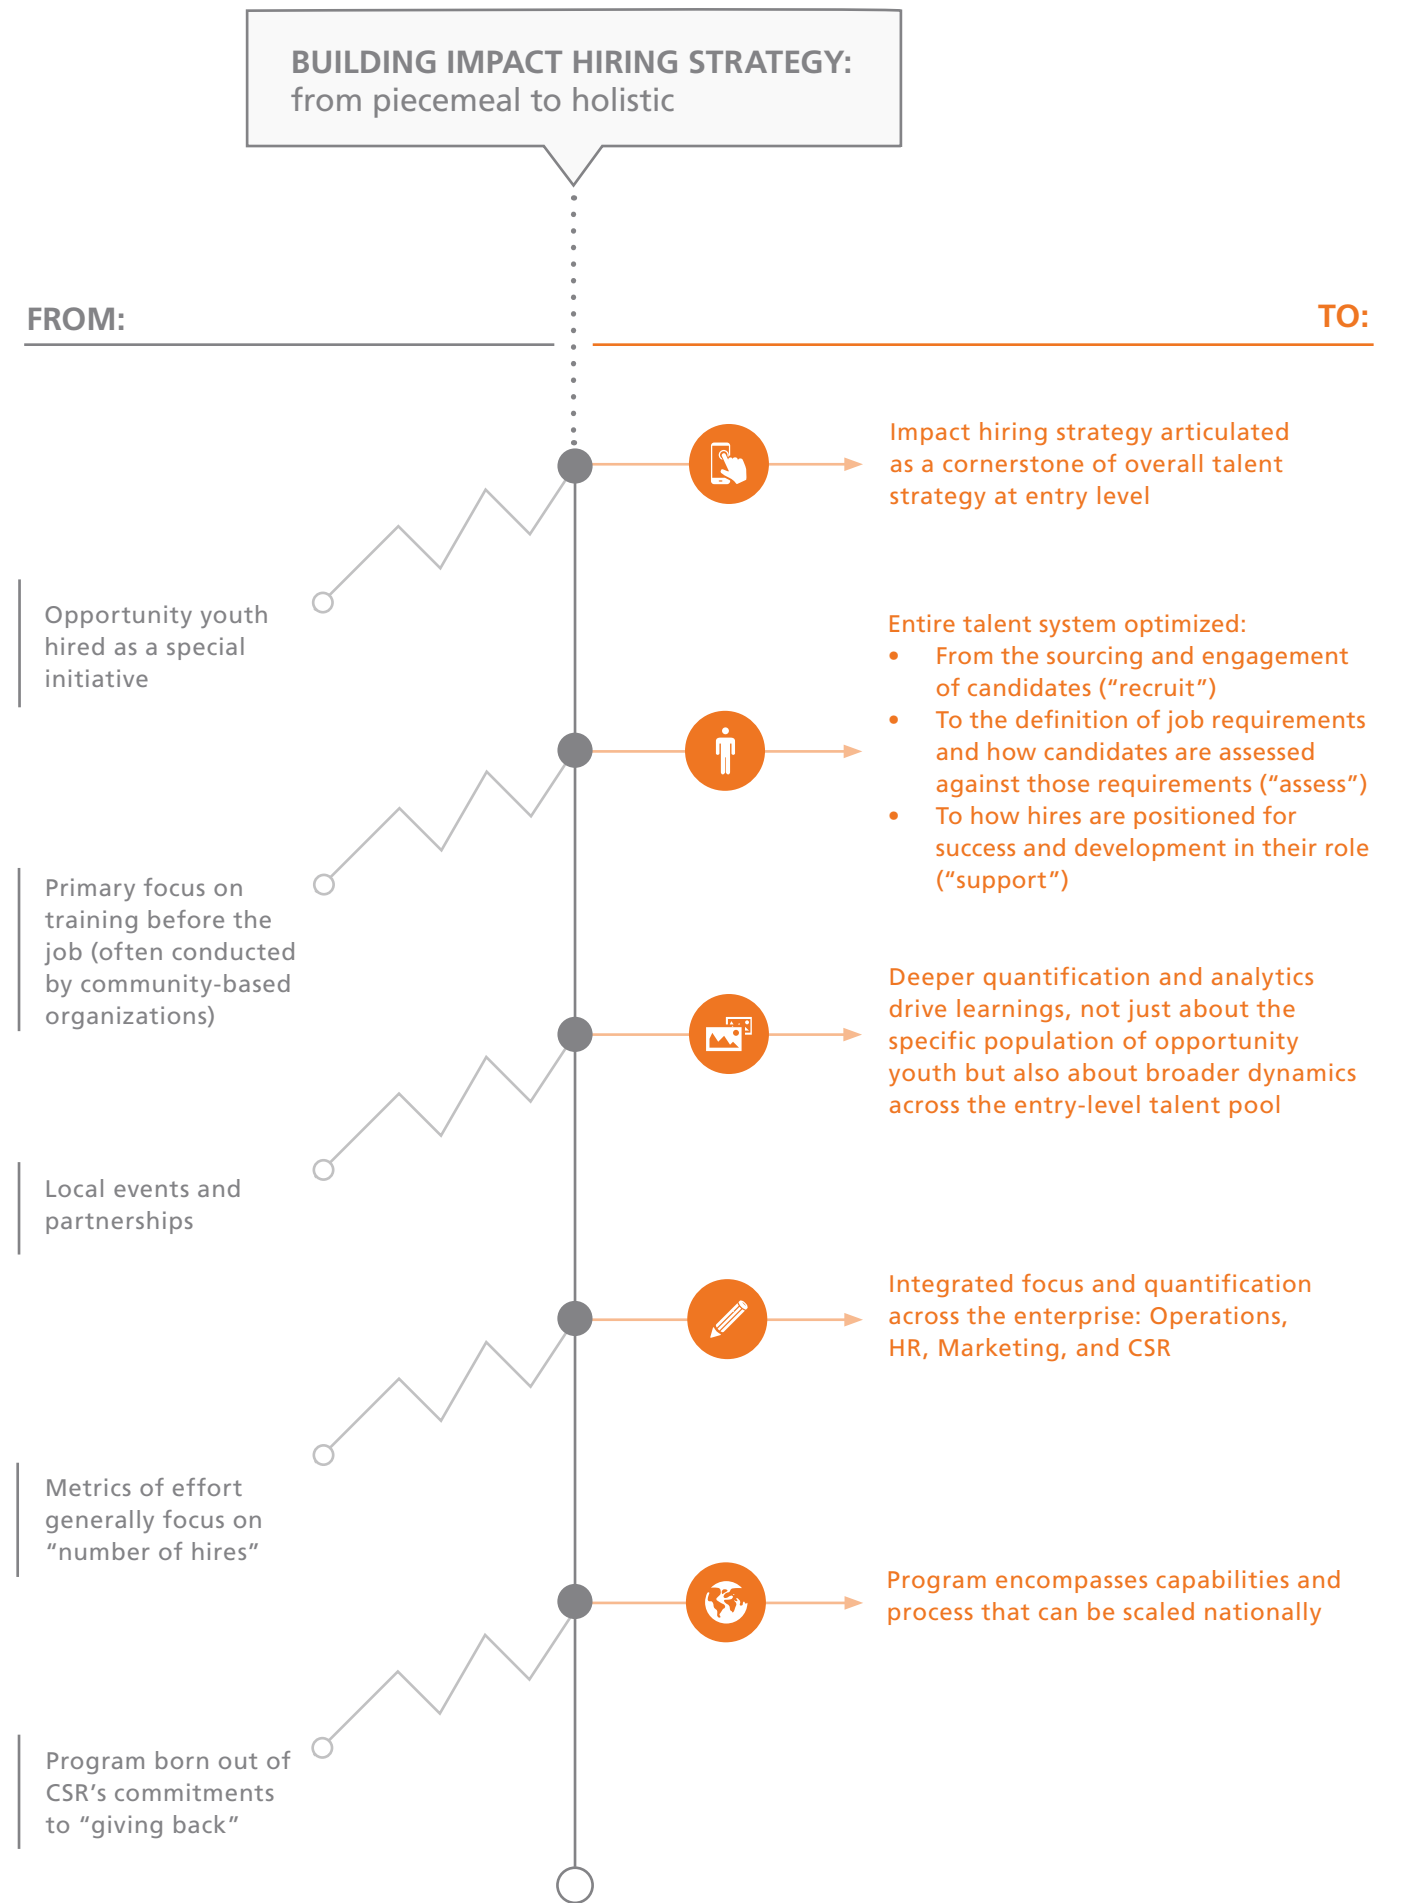 BUILDING IMPACT HIRING STRATEGY:
from piecemeal to holistic
FROM:
TO:
Impact hiring strategy articulated
as a cornerstone of overall talent
strategy at entry level
Opportunity youth
hired as a special
initiative
Entire talent system optimized:
• From the sourcing and engagement
of candidates (“recruit”)
• To the definition of job requirements
and how candidates are assessed
against those requirements (“assess”)
• To how hires are positioned for
success and development in their role
(“support”)
Primary focus on
training before the
job (often conducted
by community-based
organizations)
Deeper quantification and analytics
drive learnings, not just about the
specific population of opportunity
youth but also about broader dynamics
across the entry-level talent pool
Local events and
partnerships
Integrated focus and quantification
across the enterprise: Operations,
HR, Marketing, and CSR
Metrics of effort
generally focus on
“number of hires”
Program encompasses capabilities and
process that can be scaled nationally
Program born out of
CSR’s commitments
to “giving back”